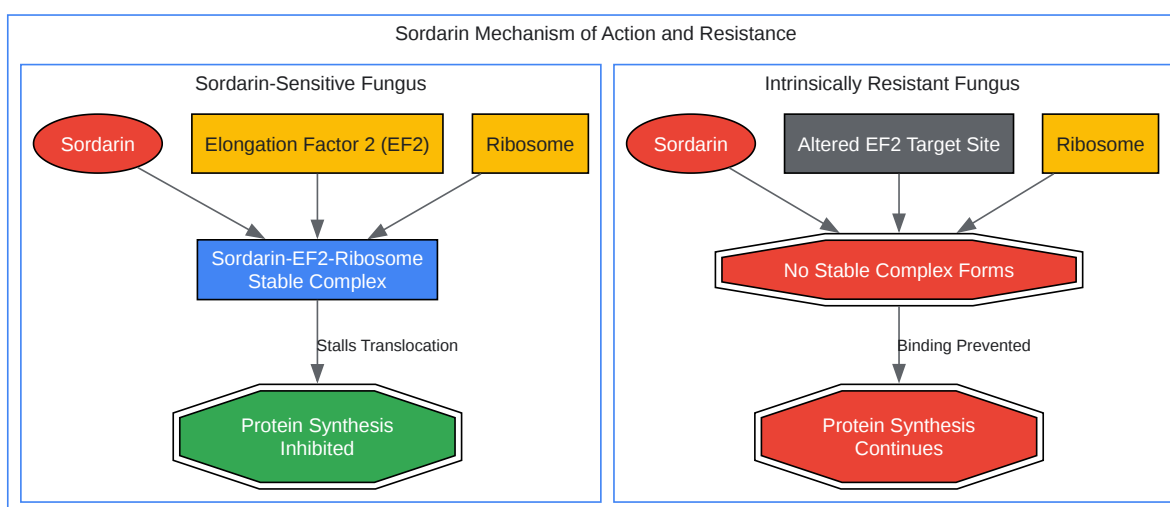 Sordarin Mechanism of Action and Resistance
Sordarin-Sensitive Fungus
Sordarin
Elongation Factor 2 (EF2)
Ribosome
Sordarin-EF2-Ribosome
Stable Complex
Stalls Translocation
Protein Synthesis
Inhibited
Intrinsically Resistant Fungus
Sordarin
Altered EF2 Target Site
Ribosome
No Stable Complex Forms
Binding Prevented
Protein Synthesis
Continues